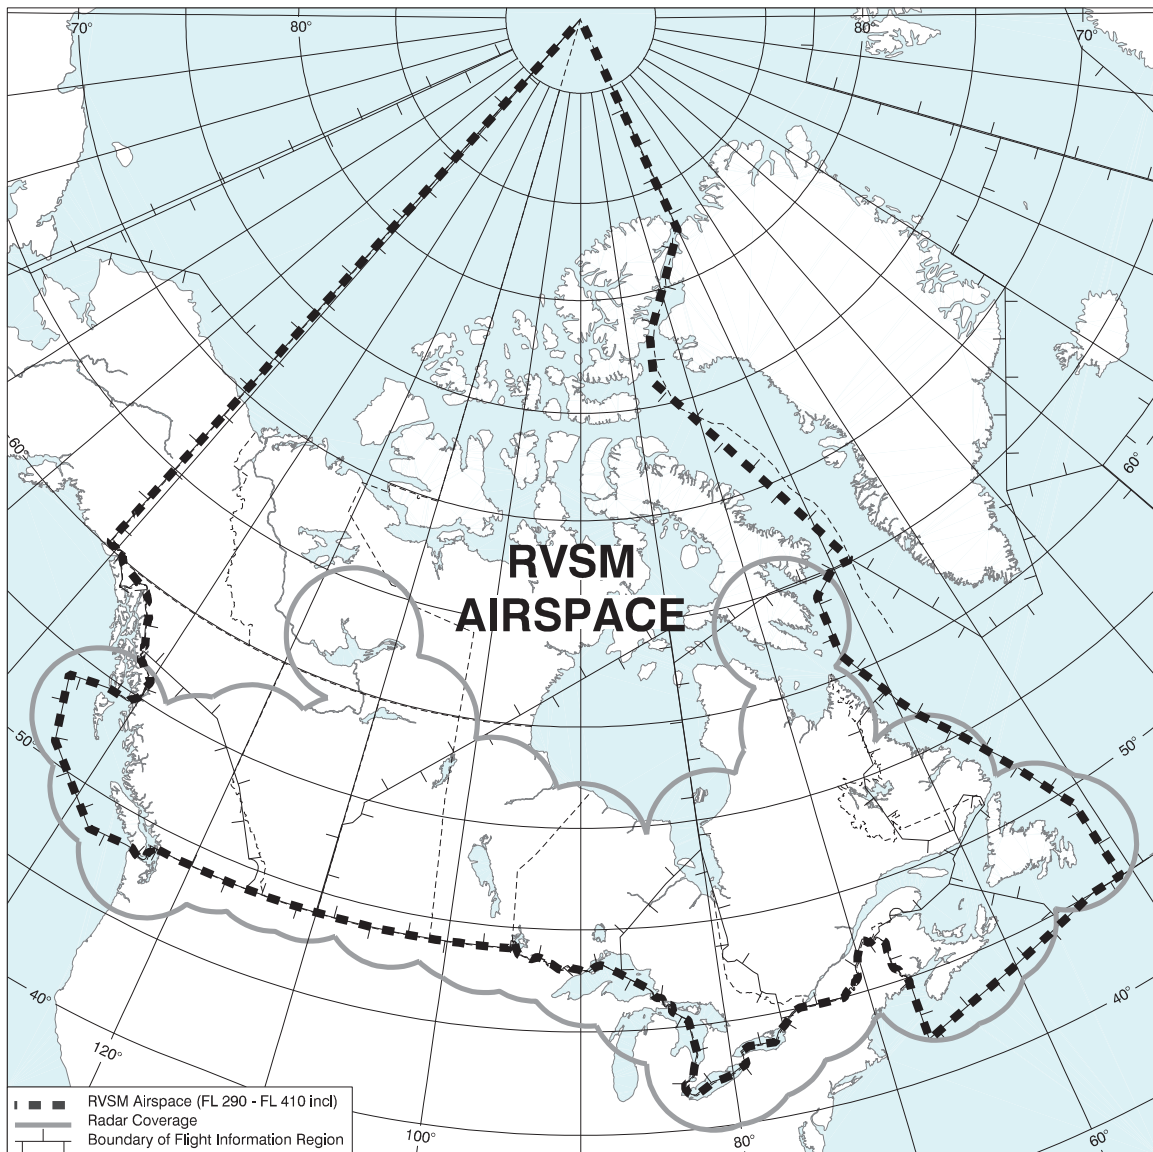 70°
80°
80°
70°
60°
60°
RVSM
AIRSPACE
50°
50°
40°
40°
120°
100°
80°
60°
RVSM Airspace (FL 290 - FL 410 incl)
Radar Coverage
Boundary of Flight Information Region